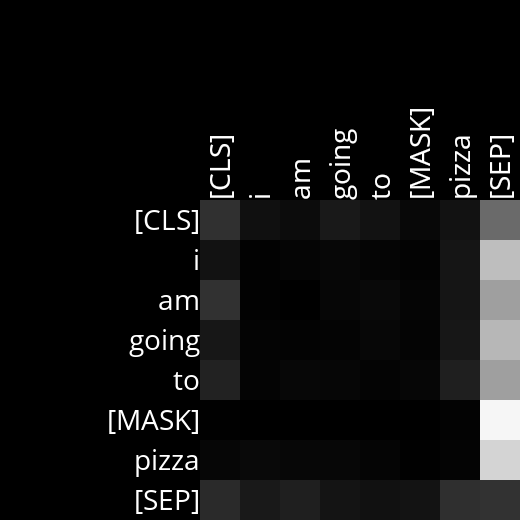 [CLS] i am going to [MASK] pizza [SEP]
[CLS]
i
am
going
to
[MASK]
pizza
[SEP]